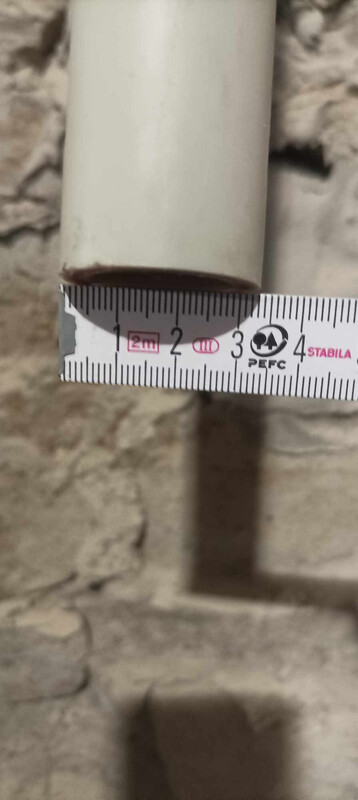 1 2m 2 III 3 PEFC 4 STABILA